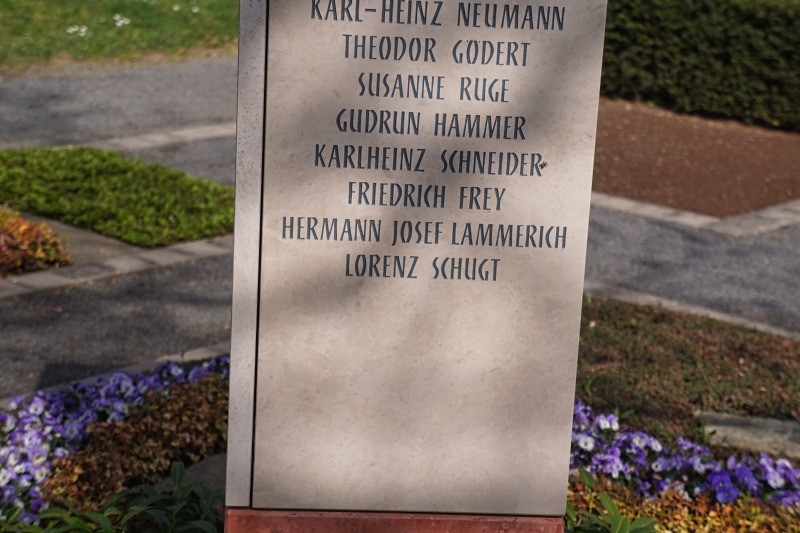 KARL-HEINZ NEUMANN
THEODOR GÖDERT
SUSANNE RUGE
GUDRUN HAMMER
KARLHEINZ SCHNEIDER
FRIEDRICH FREY
HERMANN JOSEF LAMMERICH
LORENZ SCHUGT